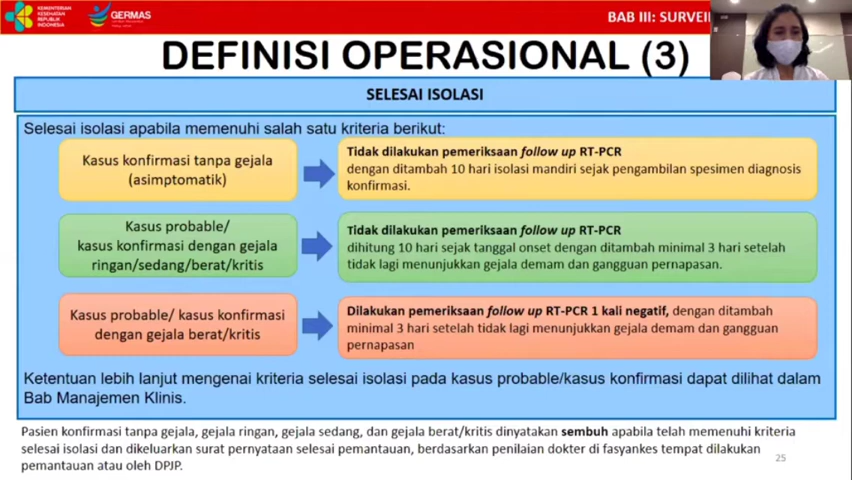 KEMENTERIAN
KESEHATAN
REPUBLIK
INDONESIA
GERMAS
BAB III:
DEFINISI OPERASIONAL (3)
SELESAI ISOLASI
Selesai isolasi apabila memenuhi salah satu kriteria berikut:
Kasus konfirmasi tanpa gejala
(asimptomatik)
Tidak dilakukan pemeriksaan follow up RT-PCR
dengan ditambah 10 hari isolasi mandiri sejak pengambilan spesimen diagnosis
konfirmasi.
Kasus probable/
kasus konfirmasi dengan gejala
ringan/sedang/berat/kritis
Tidak dilakukan pemeriksaan follow up RT-PCR
dihitung 10 hari sejak tanggal onset dengan ditambah minimal 3 hari setelah
tidak lagi menunjukkan gejala demam dan gangguan pernapasan.
Kasus probable/ kasus konfirmasi
dengan gejala berat/kritis
Dilakukan pemeriksaan follow up RT-PCR 1 kali negatif, dengan ditambah
minimal 3 hari setelah tidak lagi menunjukkan gejala demam dan gangguan
pernapasan
Ketentuan lebih lanjut mengenai kriteria selesai isolasi pada kasus probable/kasus konfirmasi dapat dilihat dalam
Bab Manajemen Klinis.
Pasien konfirmasi tanpa gejala, gejala ringan, gejala sedang, dan gejala berat/kritis dinyatakan sembuh apabila telah memenuhi kriteria
selesai isolasi dan dikeluarkan surat pernyataan selesai pemantauan, berdasarkan penilaian dokter di fasyankes tempat dilakukan
pemantauan atau oleh DPJP.
25